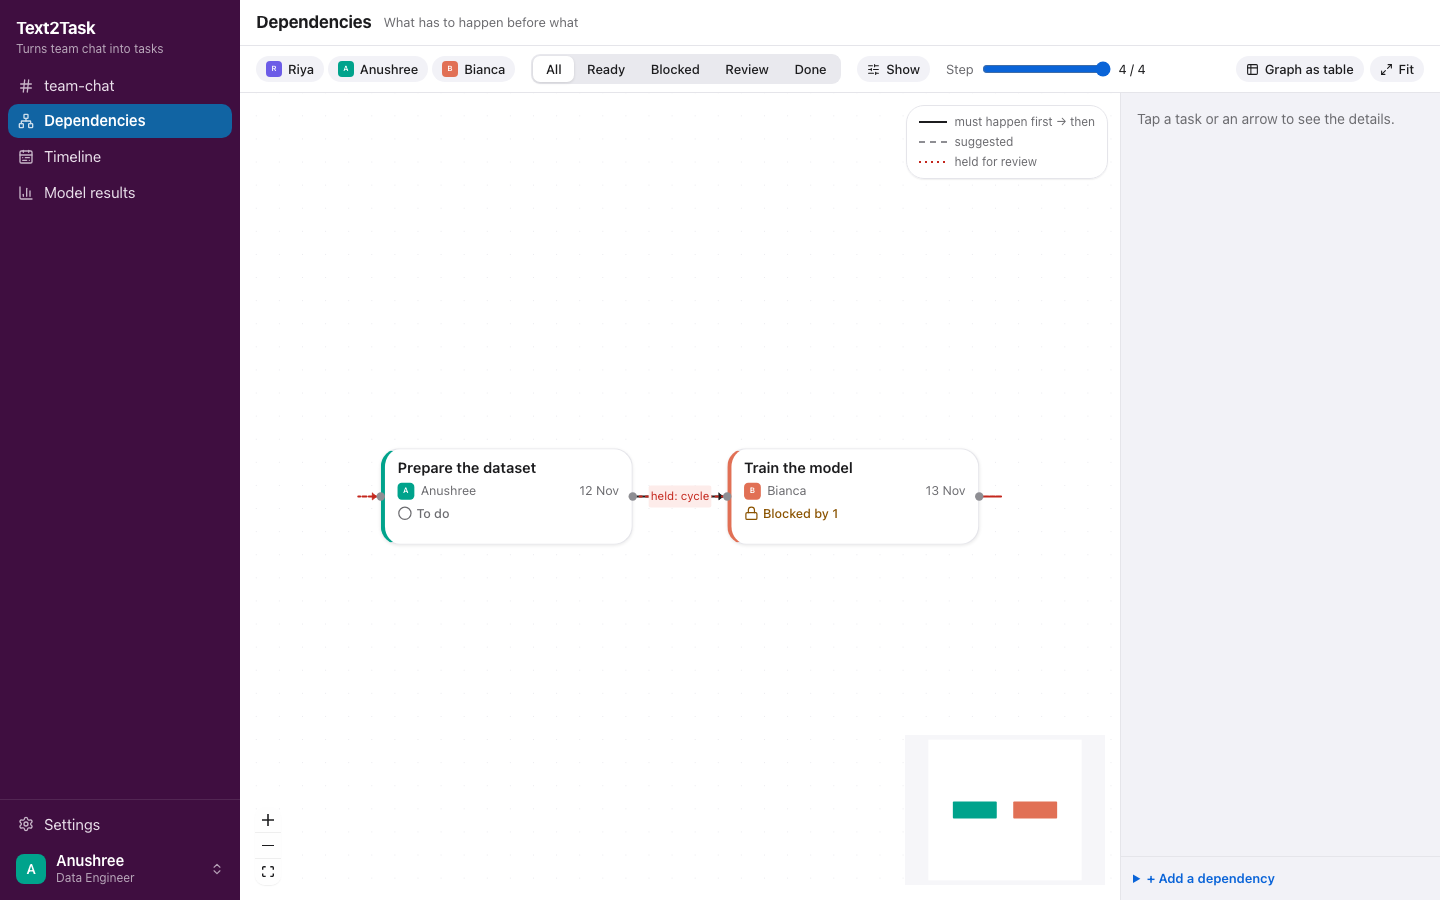 Text2Task
Turns team chat into tasks
team-chat
Dependencies
Timeline
Model results
Settings
A
Anushree
Data Engineer
Dependencies What has to happen before what
R Riya A Anushree B Bianca All Ready Blocked Review Done Show Step 4 / 4 Graph as table Fit
must happen first → then
suggested
held for review
Prepare the dataset
A Anushree 12 Nov
To do
held: cycle
Train the model
B Bianca 13 Nov
Blocked by 1
Tap a task or an arrow to see the details.
+ Add a dependency